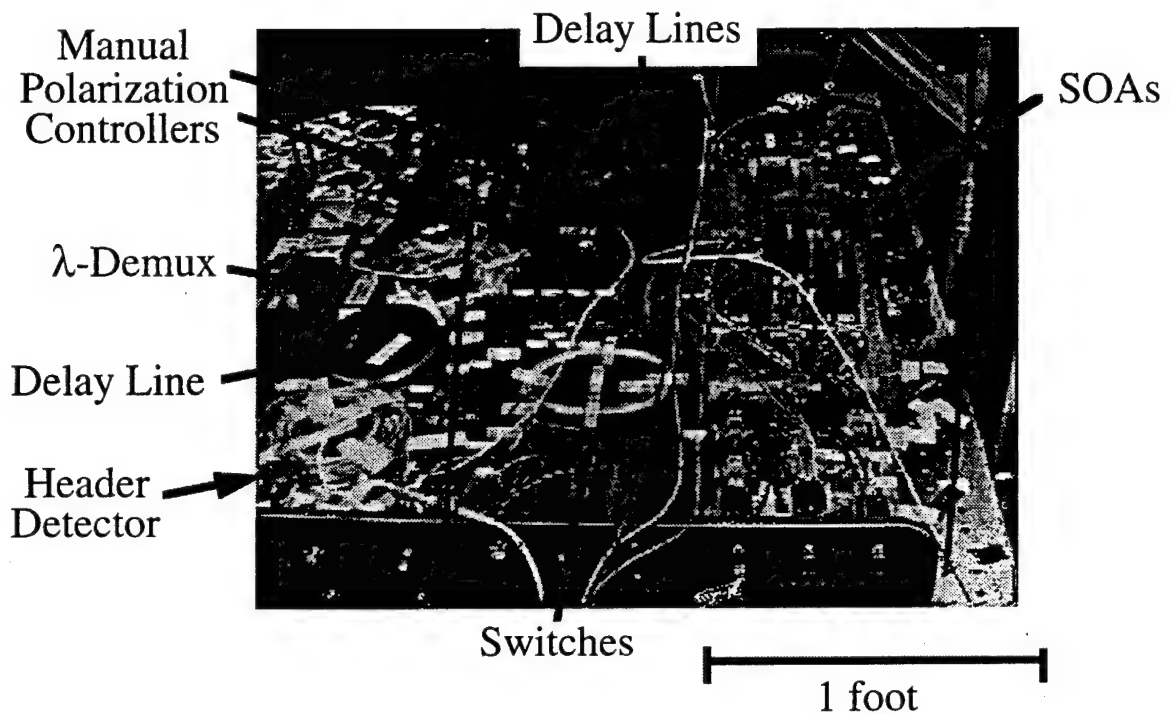 Manual
Polarization
Controllers
Delay Lines
SOAs
λ-Demux
Delay Line
Header
Detector
Switches
1 foot